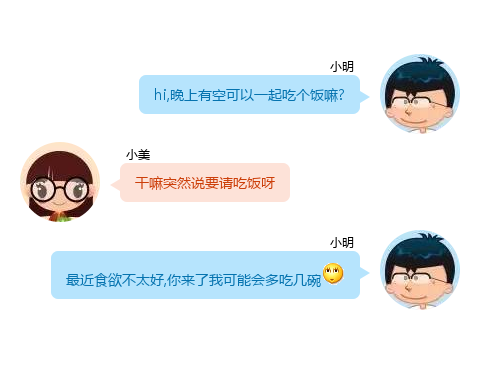 小明
hi,晚上有空可以一起吃个饭嘛?
小美
干嘛突然说要请吃饭呀
小明
最近食欲不太好,你来了我可能会多吃几碗